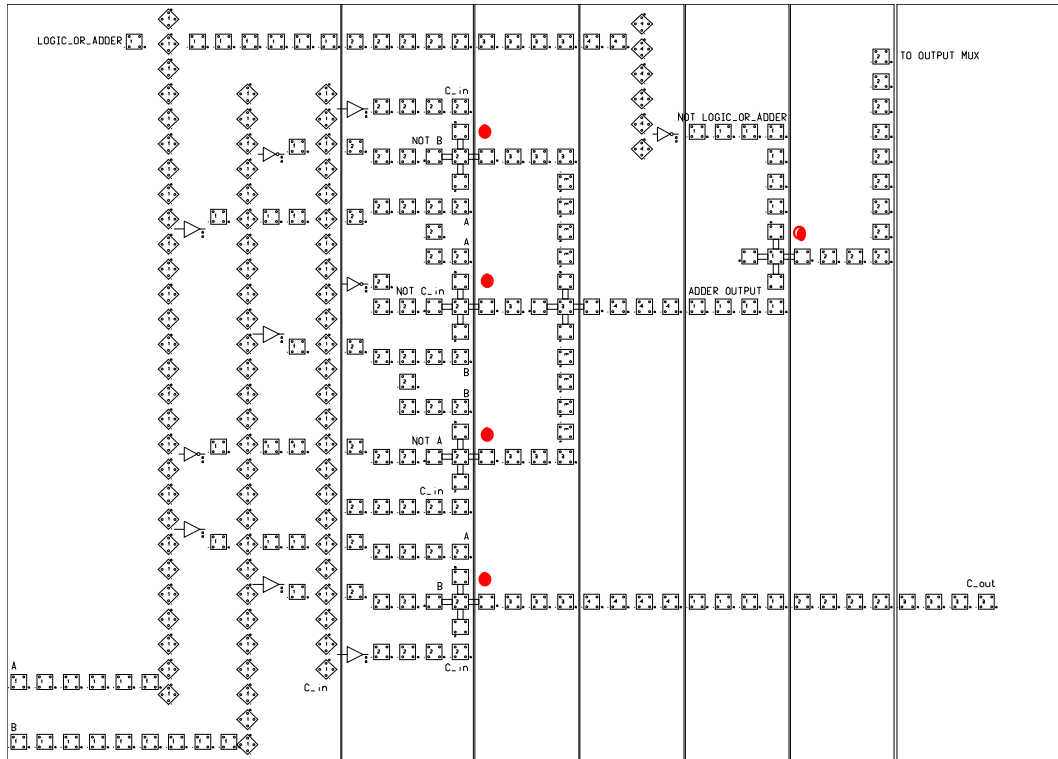 LOGIC_OR_ADDER
TO OUTPUT MUX
C_in
NOT LOGIC_OR_ADDER
NOT B
A
A
NOT C_in
ADDER OUTPUT
B
B
NOT A
C_in
A
B
C_out
A
C_in
C_in
B